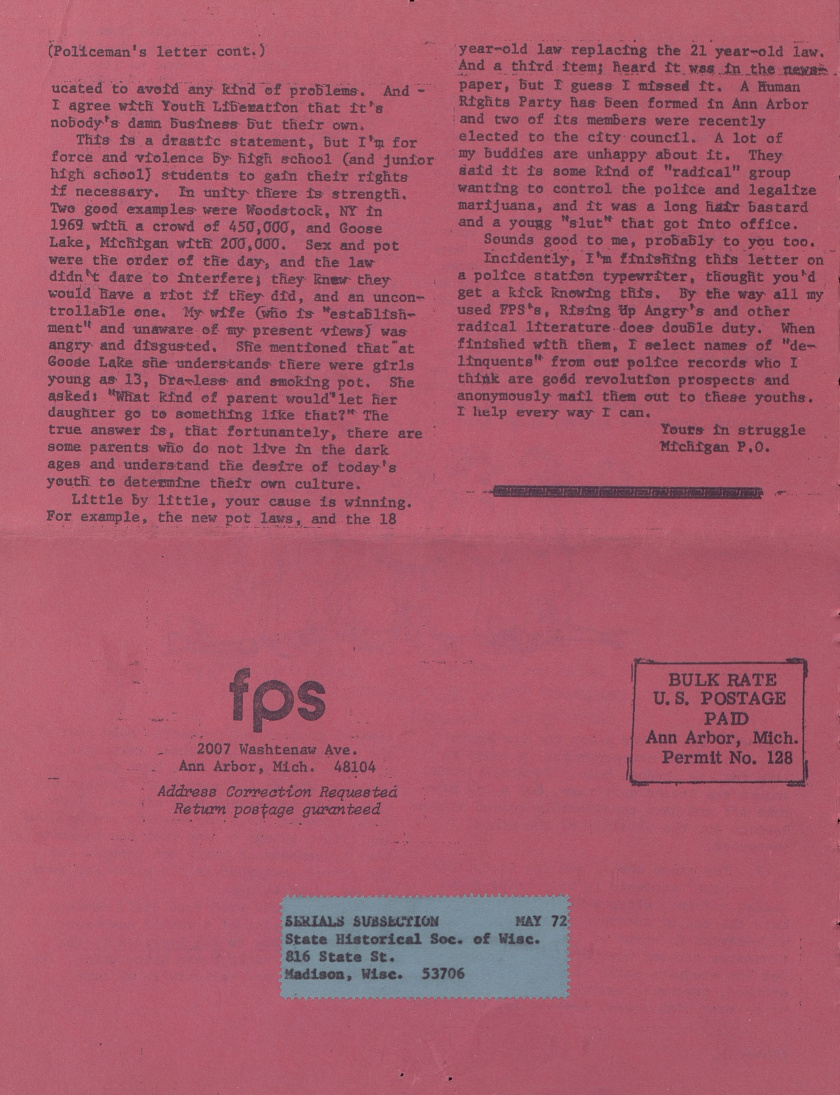 (Policeman's letter cont.)
ucated to avoid any kind of problems. And -
I agree with Youth Liberation that it's
nobody's damn business but their own.
This is a drastic statement, but I'm for
force and violence by high school (and junior
high school) students to gain their rights
if necessary. In unity there is strength.
Two good examples were Woodstock, NY in
1969 with a crowd of 450,000, and Goose
Lake, Michigan with 200,000. Sex and pot
were the order of the day, and the law
didn't dare to interfere; they knew they
would have a riot if they did, and an uncon-
trollable one. My wife (who is "establish-
ment" and unaware of my present views) was
angry and disgusted. She mentioned that at
Goose Lake she understands there were girls
young as 13, bra-less and smoking pot. She
asked: "What kind of parent would let her
daughter go to something like that?" The
true answer is, that fortunately, there are
some parents who do not live in the dark
ages and understand the desire of today's
youth to determine their own culture.
Little by little, your cause is winning.
For example, the new pot laws, and the 18
year-old law replacing the 21 year-old law.
And a third item; heard it was in the news-
paper, but I guess I missed it. A Human
Rights Party has been formed in Ann Arbor
and two of its members were recently
elected to the city council. A lot of
my buddies are unhappy about it. They
said it is some kind of "radical" group
wanting to control the police and legalize
marijuana, and it was a long hair bastard
and a yougg "slut" that got into office.
Sounds good to me, probably to you too.
Incidently, I'm finishing this letter on
a police station typewriter, thought you'd
get a kick knowing this. By the way all my
used FPS's, Rising Up Angry's and other
radical literature does double duty. When
finished with them, I select names of "de-
linquents" from our police records who I
think are good revolution prospects and
anonymously mail them out to these youths.
I help every way I can.
Yours in struggle
Michigan P.O.
fps
2007 Washtenaw Ave.
Ann Arbor, Mich. 48104
Address Correction Requested
Return postage guranteed
BULK RATE
U.S. POSTAGE
PAID
Ann Arbor, Mich.
Permit No. 128
SERIALS SUBSECTION MAY 72
State Historical Soc. of Wisc.
816 State St.
Madison, Wisc. 53706